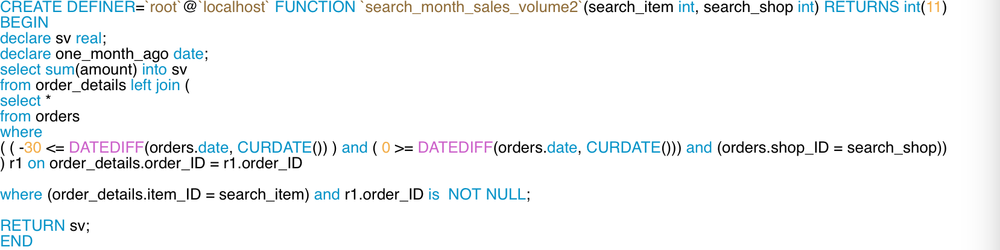 CREATE DEFINER=`root`@`localhost` FUNCTION `search_month_sales_volume2`(search_item int, search_shop int) RETURNS int(11)
BEGIN
declare sv real;
declare one_month_ago date;
select sum(amount) into sv
from order_details left join (
select *
from orders
where
( ( -30 <= DATEDIFF(orders.date, CURDATE()) ) and ( 0 >= DATEDIFF(orders.date, CURDATE())) and (orders.shop_ID = search_shop))
) r1 on order_details.order_ID = r1.order_ID
where (order_details.item_ID = search_item) and r1.order_ID is  NOT NULL;
RETURN sv;
END